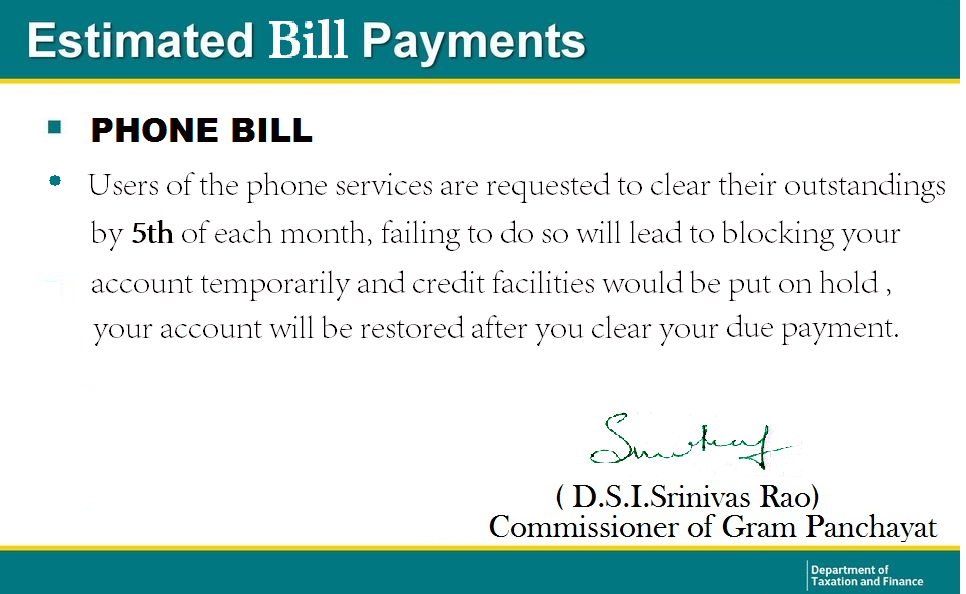 Estimated Bill Payments
PHONE BILL
Users of the phone services are requested to clear their outstandings
by 5th of each month, failing to do so will lead to blocking your
account temporarily and credit facilities would be put on hold ,
your account will be restored after you clear your due payment.
( D.S.I.Srinivas Rao)
Commissioner of Gram Panchayat
Department of
Taxation and Finance